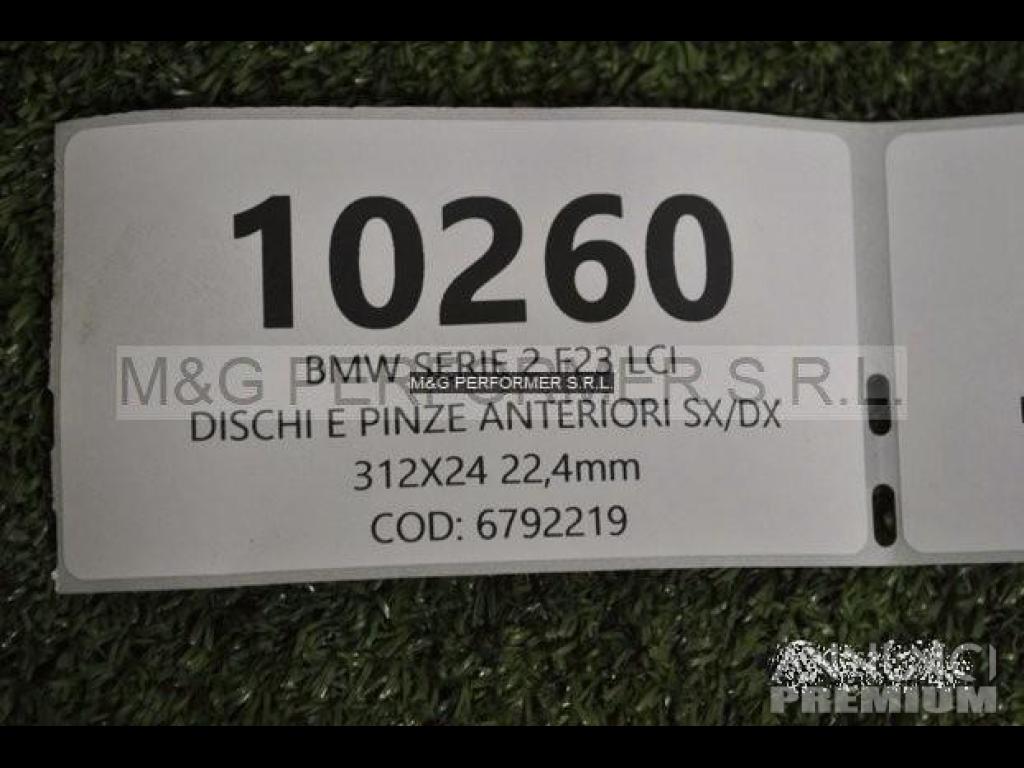 10260
BMW SERIE 2 F23 LCI
M&G PERFORMER S.R.L.
M&G PERFORMER S.R.L.
DISCHI E PINZE ANTERIORI SX/DX
312X24 22,4mm
COD: 6792219
PREMIUM